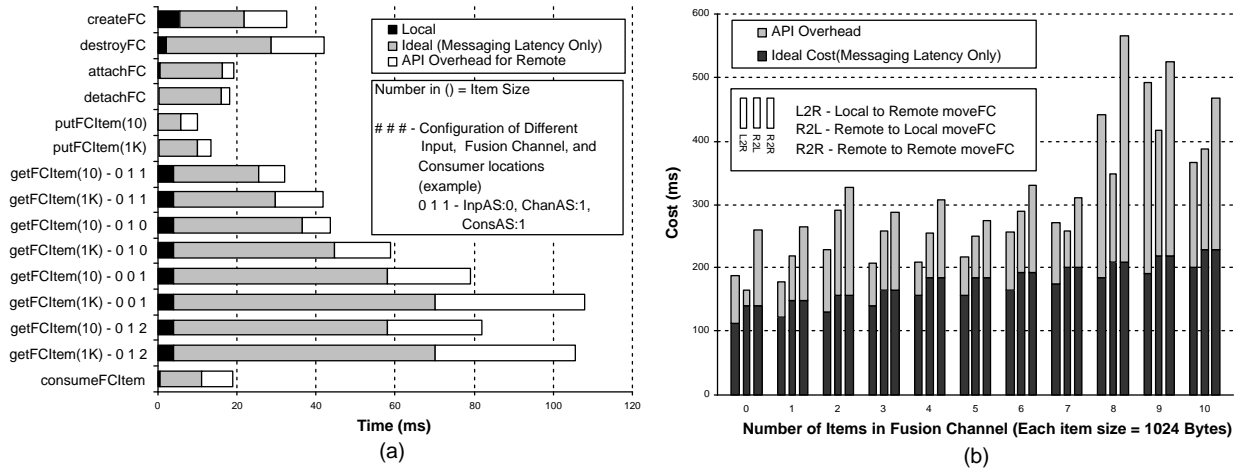 createFC
destroyFC
attachFC
detachFC
putFCItem(10)
putFCItem(1K)
getFCItem(10) - 0 1 1
getFCItem(1K) - 0 1 1
getFCItem(10) - 0 1 0
getFCItem(1K) - 0 1 0
getFCItem(10) - 0 0 1
getFCItem(1K) - 0 0 1
getFCItem(10) - 0 1 2
getFCItem(1K) - 0 1 2
consumeFCItem
Local
Ideal (Messaging Latency Only)
API Overhead for Remote
Number in () = Item Size
# # # - Configuration of Different
Input, Fusion Channel, and
Consumer locations
(example)
0 1 1 - InpAS:0, ChanAS:1,
ConsAS:1
0 20 40 60 80 100 120
Time (ms)
(a)
Cost (ms)
600
500
400
300
200
100
0
API Overhead
Ideal Cost(Messaging Latency Only)
L2R
R2L
R2R
L2R - Local to Remote moveFC
R2L - Remote to Local moveFC
R2R - Remote to Remote moveFC
0 1 2 3 4 5 6 7 8 9 10
Number of Items in Fusion Channel (Each item size = 1024 Bytes)
(b)